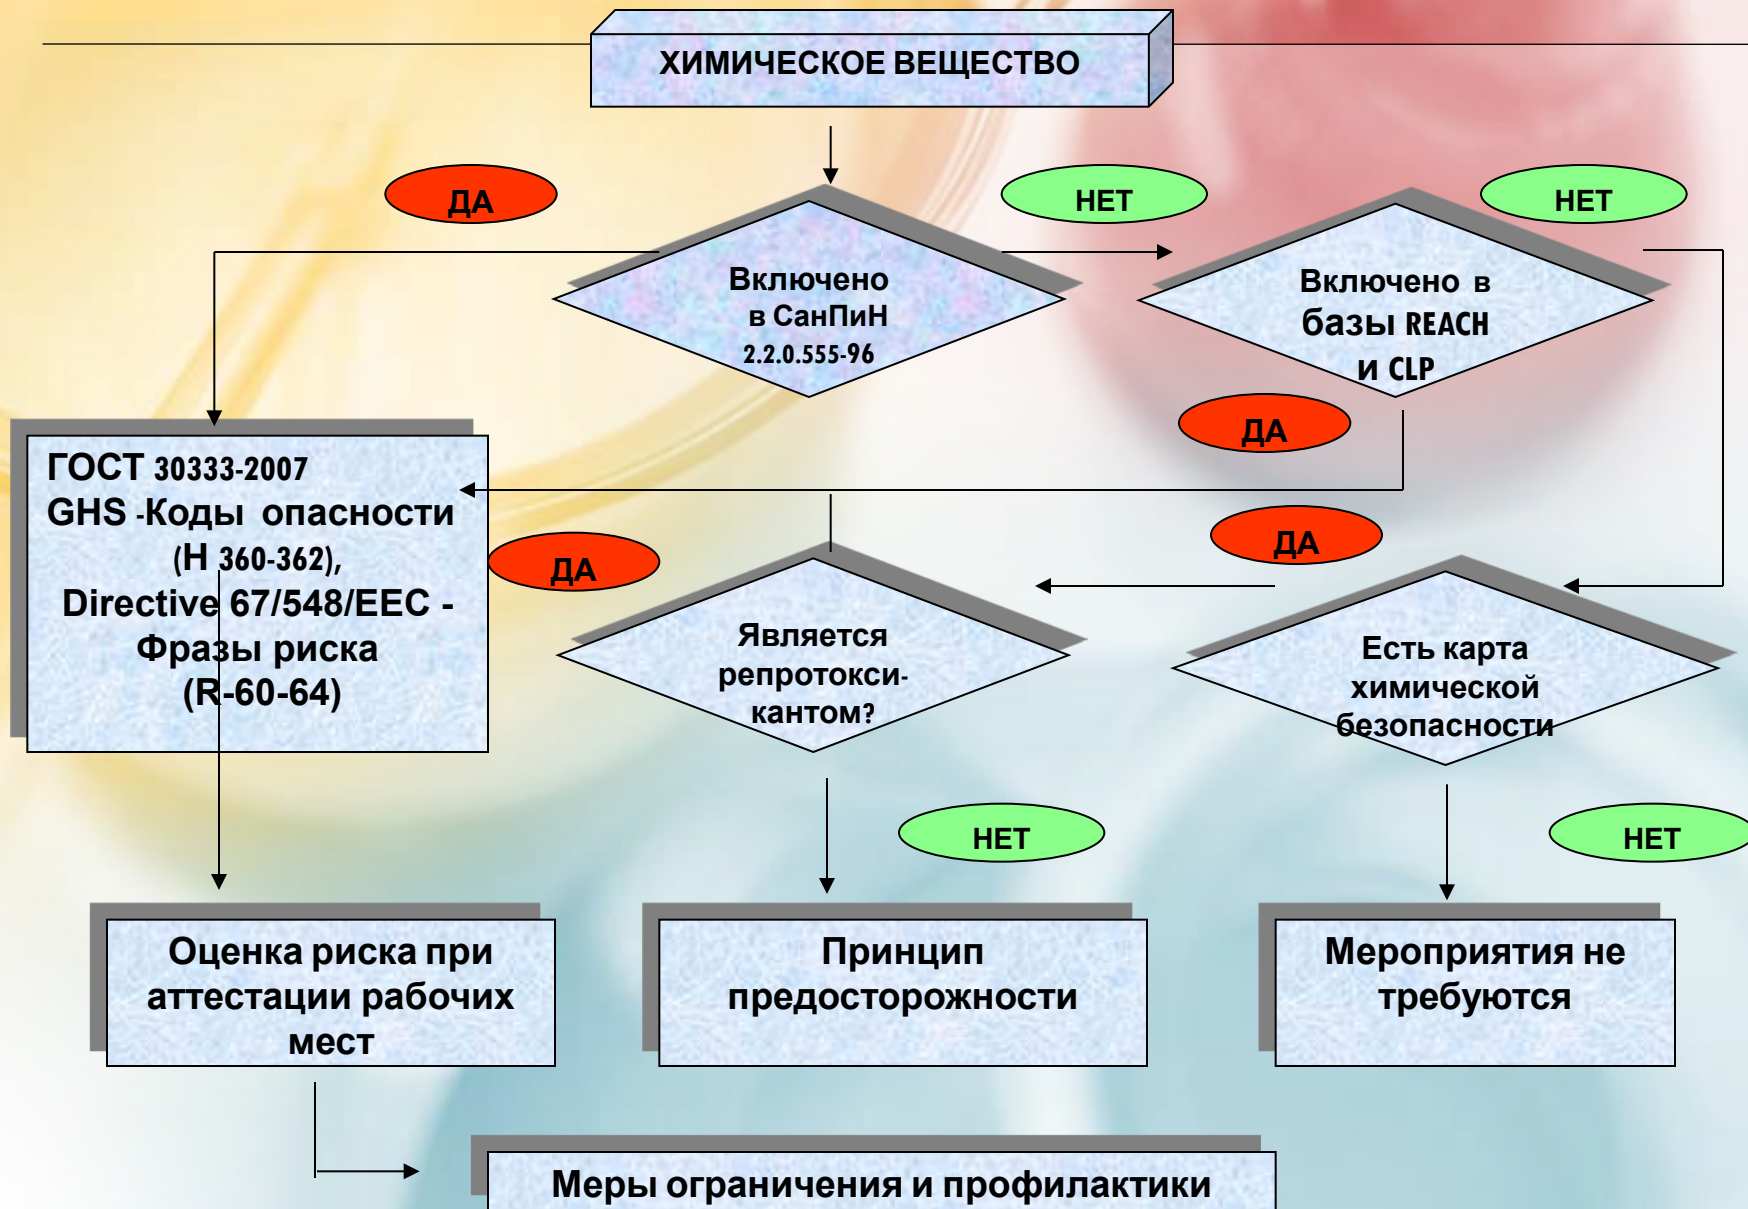 ХИМИЧЕСКОЕ ВЕЩЕСТВО
ДА
НЕТ
НЕТ
Включено
в СанПиН
2.2.0.555-96
Включено в
базы REACH
и CLP
ДА
ГОСТ 30333-2007
GHS -Коды опасности
(Н 360-362),
Directive 67/548/EEC -
Фразы риска
(R-60-64)
ДА
ДА
Является
репротокси-
кантом?
Есть карта
химической
безопасности
НЕТ
НЕТ
Оценка риска при
аттестации рабочих
мест
Принцип
предосторожности
Мероприятия не
требуются
Меры ограничения и профилактики